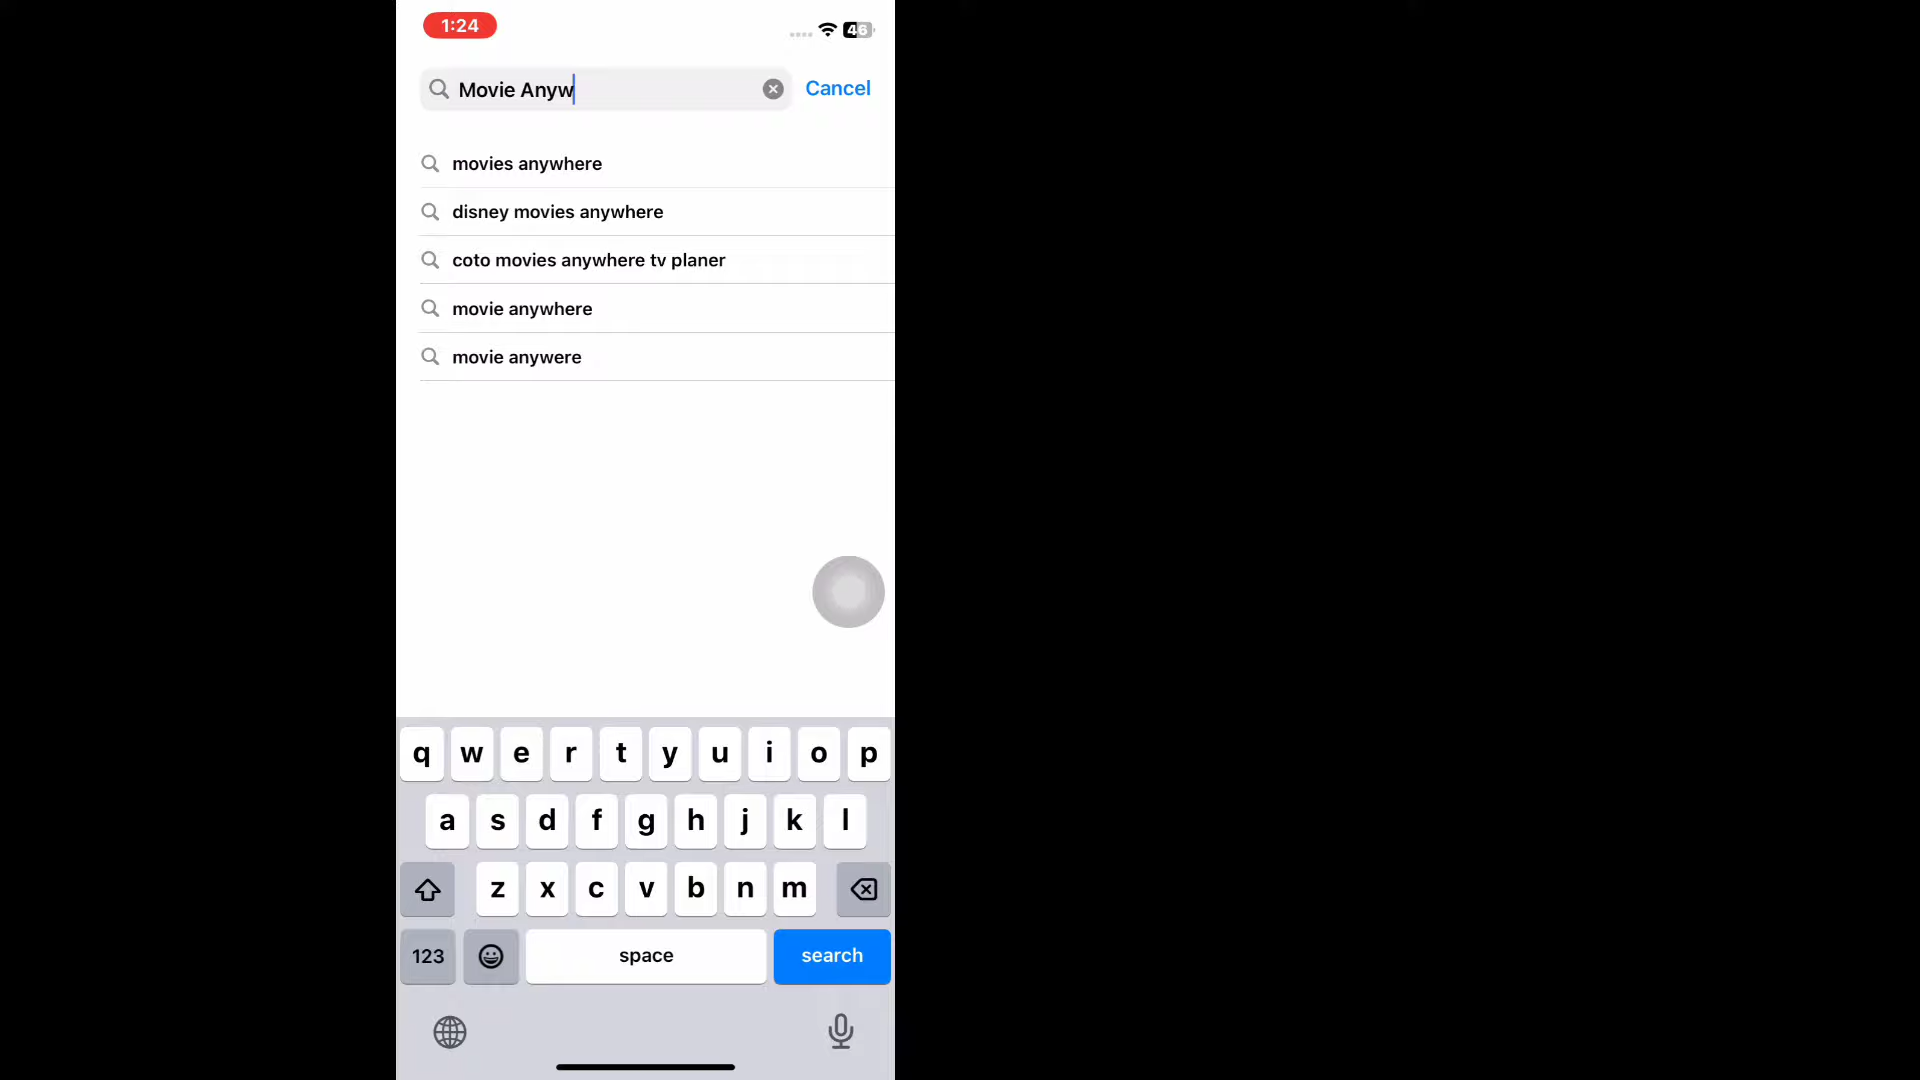 1:24
46
Movie Anyw
Cancel
movies anywhere
disney movies anywhere
coto movies anywhere tv planer
movie anywhere
movie anywere
q w e r t y u i o p
a s d f g h j k l
z x c v b n m
123 space search